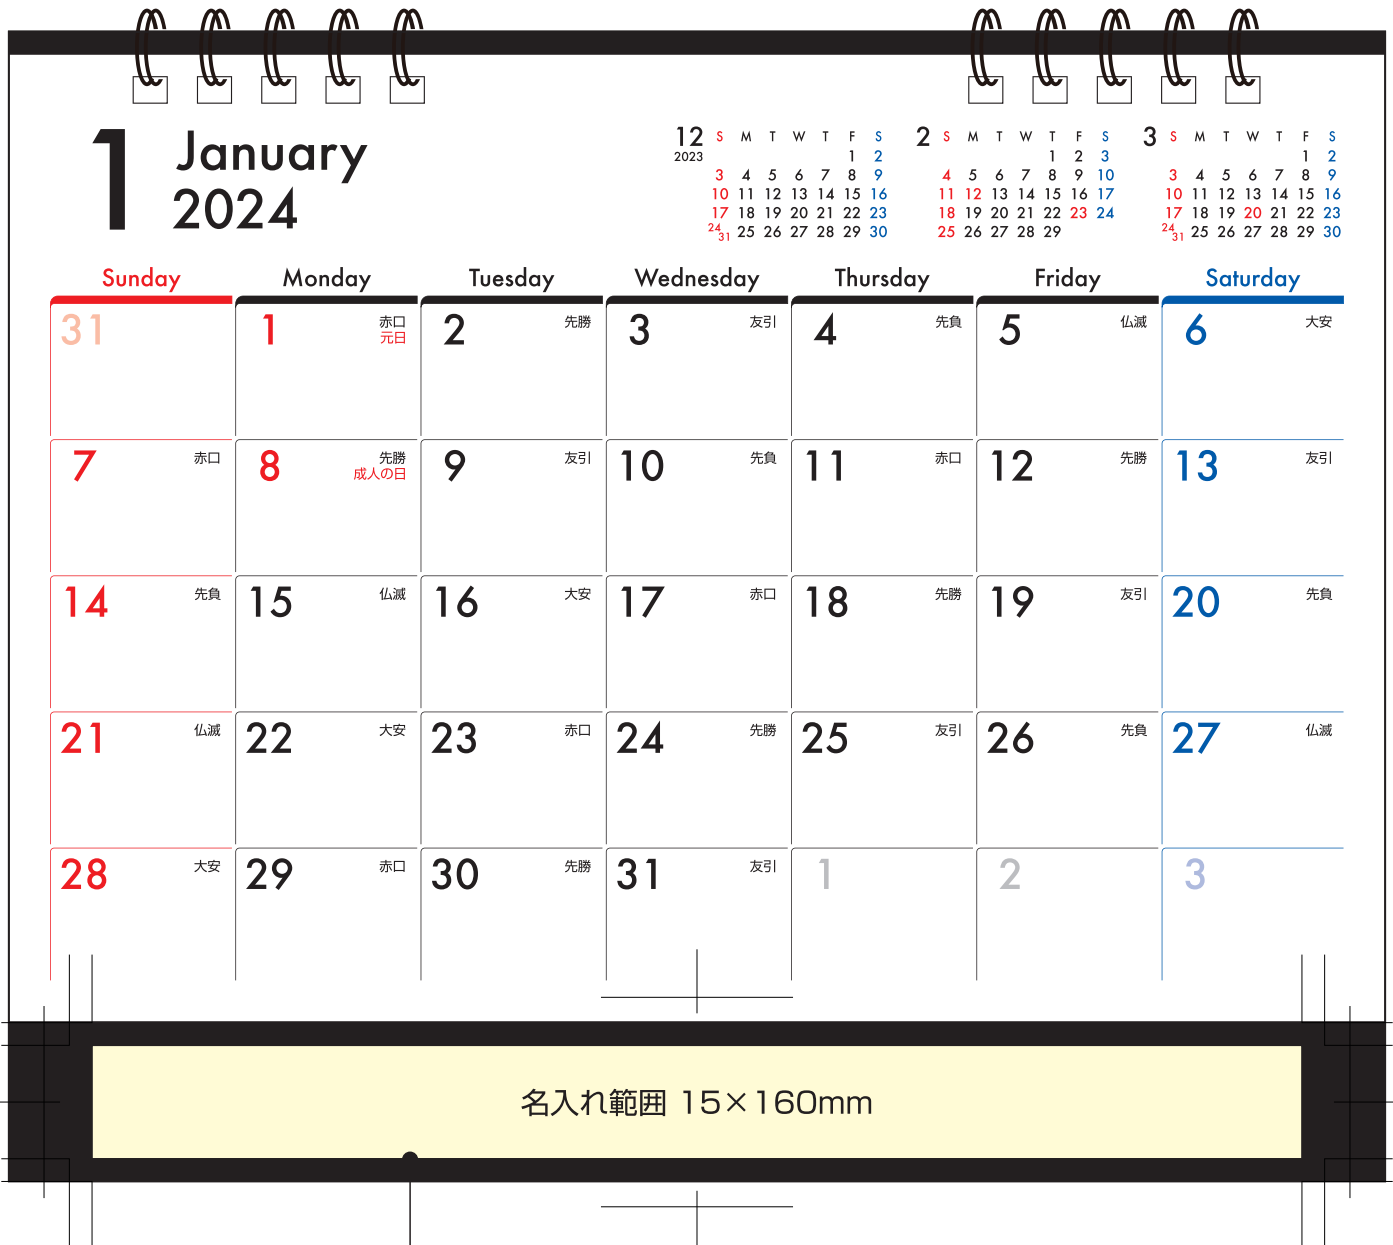 1 January
2024
12 S M T W T F S
2023 1 2
3 4 5 6 7 8 9
10 11 12 13 14 15 16
17 18 19 20 21 22 23
24 31 25 26 27 28 29 30
2 S M T W T F S
1 2 3
4 5 6 7 8 9 10
11 12 13 14 15 16 17
18 19 20 21 22 23 24
25 26 27 28 29
3 S M T W T F S
1 2
3 4 5 6 7 8 9
10 11 12 13 14 15 16
17 18 19 20 21 22 23
24 31 25 26 27 28 29 30
Sunday Monday Tuesday Wednesday Thursday Friday Saturday
31 1 赤口 2 先勝 3 友引 4 先負 5 仏滅 6 大安
元日
7 赤口 8 先勝 9 友引 10 先負 11 赤口 12 先勝 13 友引
成人の日
14 先負 15 仏滅 16 大安 17 赤口 18 先勝 19 友引 20 先負
21 仏滅 22 大安 23 赤口 24 先勝 25 友引 26 先負 27 仏滅
28 大安 29 赤口 30 先勝 31 友引 1 2 3
名入れ範囲 15×160mm